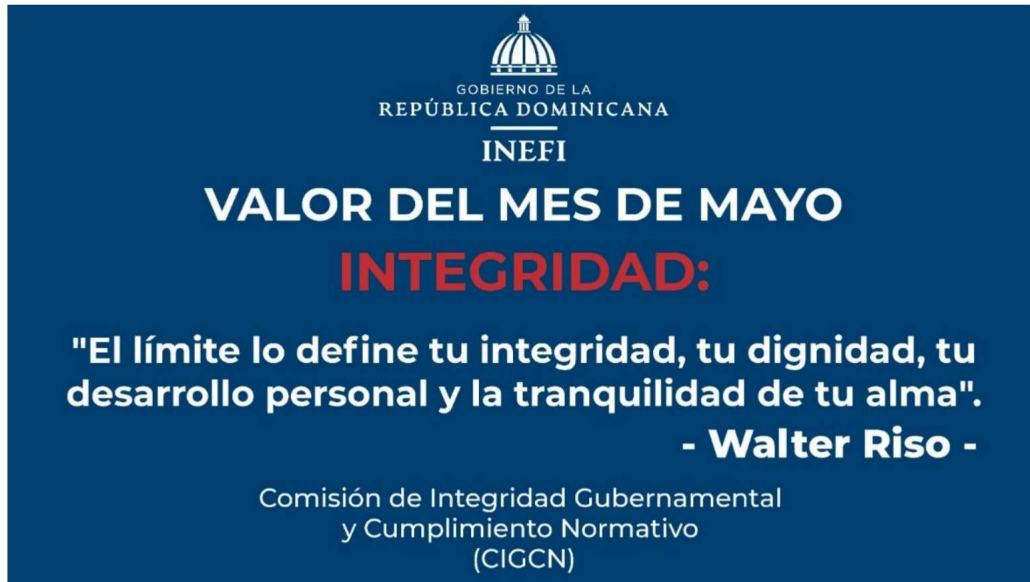 GOBIERNO DE LA
REPÚBLICA DOMINICANA
INEFI
VALOR DEL MES DE MAYO
INTEGRIDAD:
"El límite lo define tu integridad, tu dignidad, tu
desarrollo personal y la tranquilidad de tu alma".
- Walter Riso -
Comisión de Integridad Gubernamental
y Cumplimiento Normativo
(CIGCN)